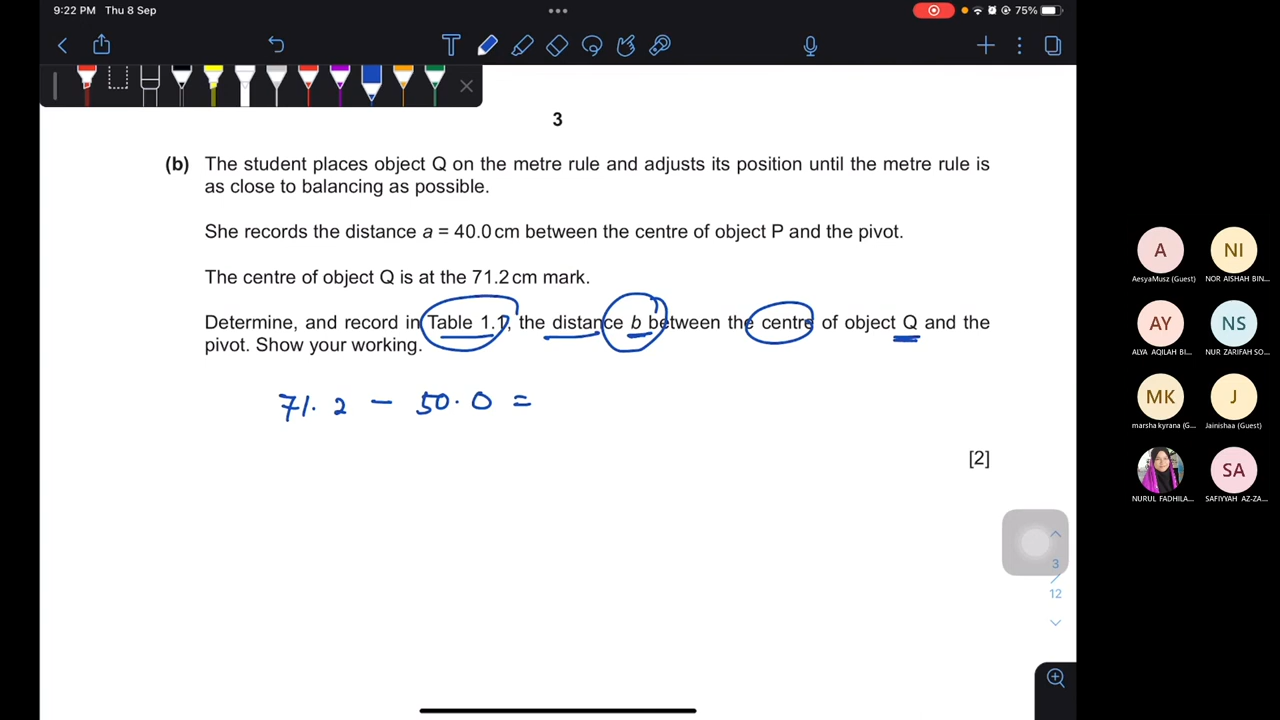 9:22 PM Thu 8 Sep
75%
3
(b) The student places object Q on the metre rule and adjusts its position until the metre rule is
as close to balancing as possible.
She records the distance a = 40.0 cm between the centre of object P and the pivot.
The centre of object Q is at the 71.2 cm mark.
Determine, and record in Table 1.1, the distance b between the centre of object Q and the
pivot. Show your working.
71.2 - 50.0 =
[2]
3
/
12
A
AesyaMusz (Guest)
NI
NOR AISHAH BIN...
AY
ALYA AQILAH BI...
NS
NUR ZARIFAH SO...
MK
marsha kyrana (G...
J
Jainishaa (Guest)
NURUL FADHILA...
SA
SAFIYYAH AZ-ZA...